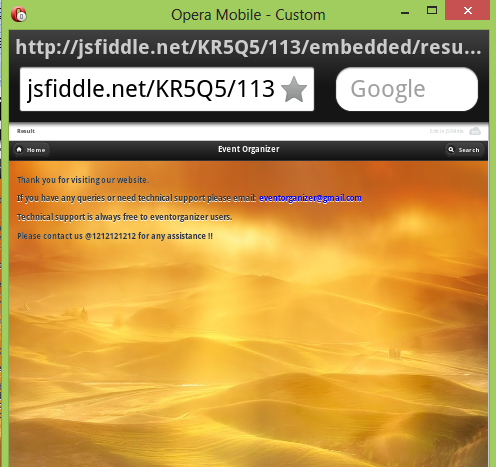 Opera Mobile - Custom
http://jsfiddle.net/KR5Q5/113/embedded/resu...
jsfiddle.net/KR5Q5/113
Google
Result
Edit in JSFiddle
Home
Event Organizer
Search
Thank you for visiting our website.
If you have any queries or need technical support please email: eventorganizer@gmail.com
Technical support is always free to eventorganizer users.
Please contact us @1212121212 for any assistance !!